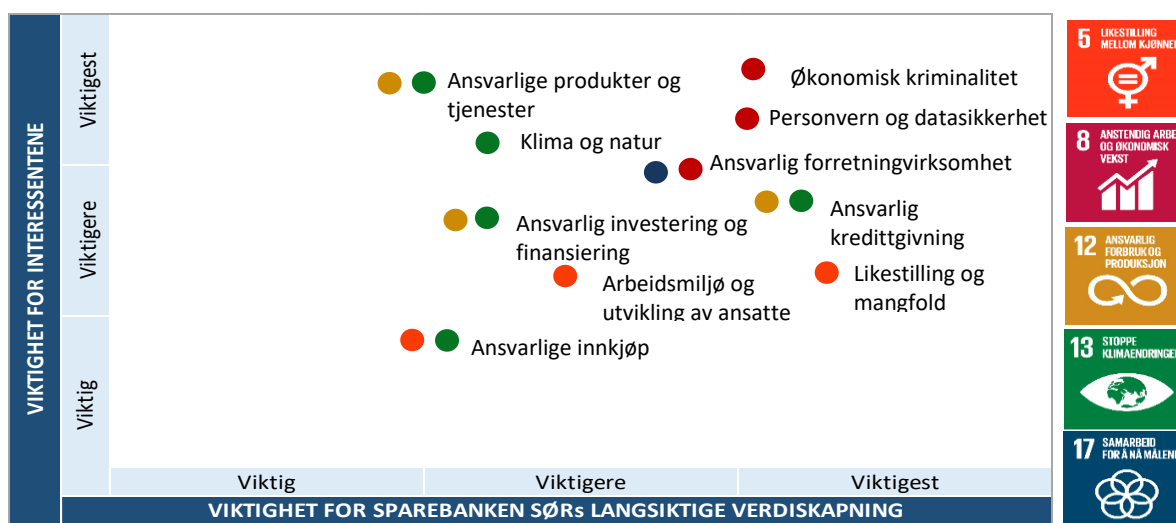 VIKTIGHET FOR INTERESSENTENE
Viktigest
Viktigere
Viktig
Ansvarlige produkter og
tjenester
Økonomisk kriminalitet
Personvern og datasikkerhet
Klima og natur
Ansvarlig forretningvirksomhet
Ansvarlig investering og
finansiering
Ansvarlig
kredittgivning
Arbeidsmiljø og
utvikling av ansatte
Likestilling og
mangfold
Ansvarlige innkjøp
Viktig
Viktigere
Viktigest
VIKTIGHET FOR SPAREBANKEN SØRs LANGSIKTIGE VERDISKAPNING
5 LIKESTILLING
MELLOM KJØNNE
8 ANSTENDIG ARBE
OG ØKONOMISK
VEKST
12 ANSVARLIG
FORBRUK OG
PRODUKSJON
13 STOPPE
KLIMAENDRINGE
17 SAMARBEID
FOR Å NÅ MÅLENE